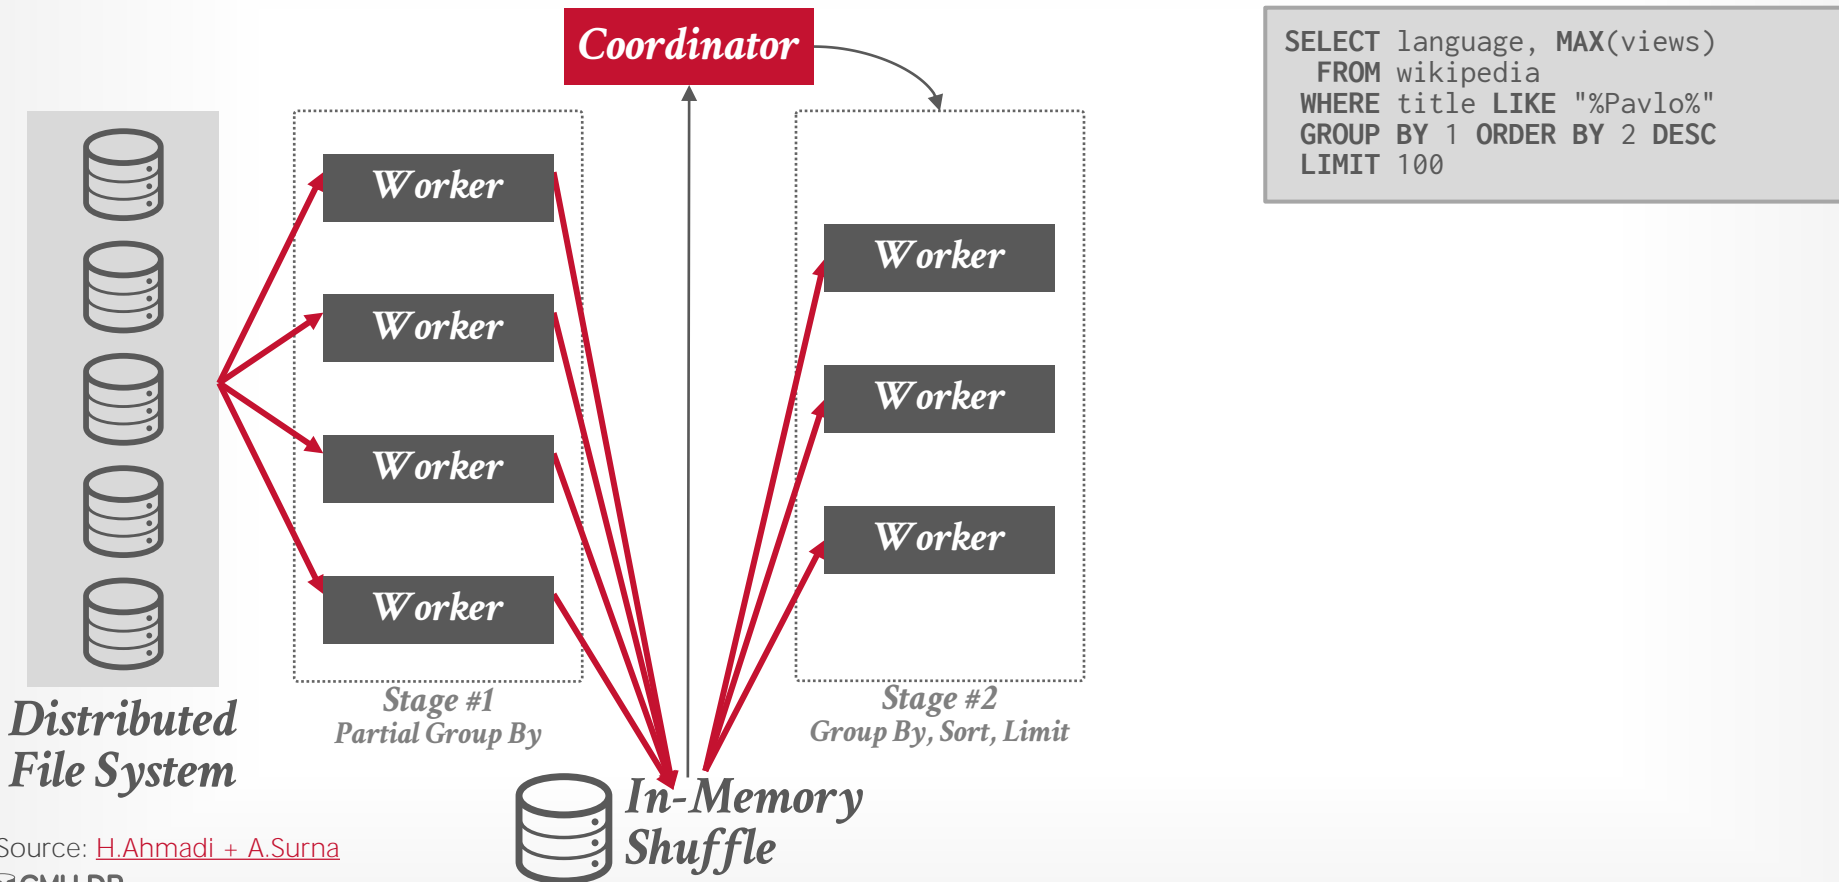 Coordinator
SELECT language, MAX(views)
FROM wikipedia
WHERE title LIKE "%Pavlo%"
GROUP BY 1 ORDER BY 2 DESC
LIMIT 100
Worker
Worker
Worker
Worker
Stage #1
Partial Group By
Worker
Worker
Worker
Stage #2
Group By, Sort, Limit
Distributed
File System
In-Memory
Shuffle
Source: H.Ahmadi + A.Surna
CMU·DB